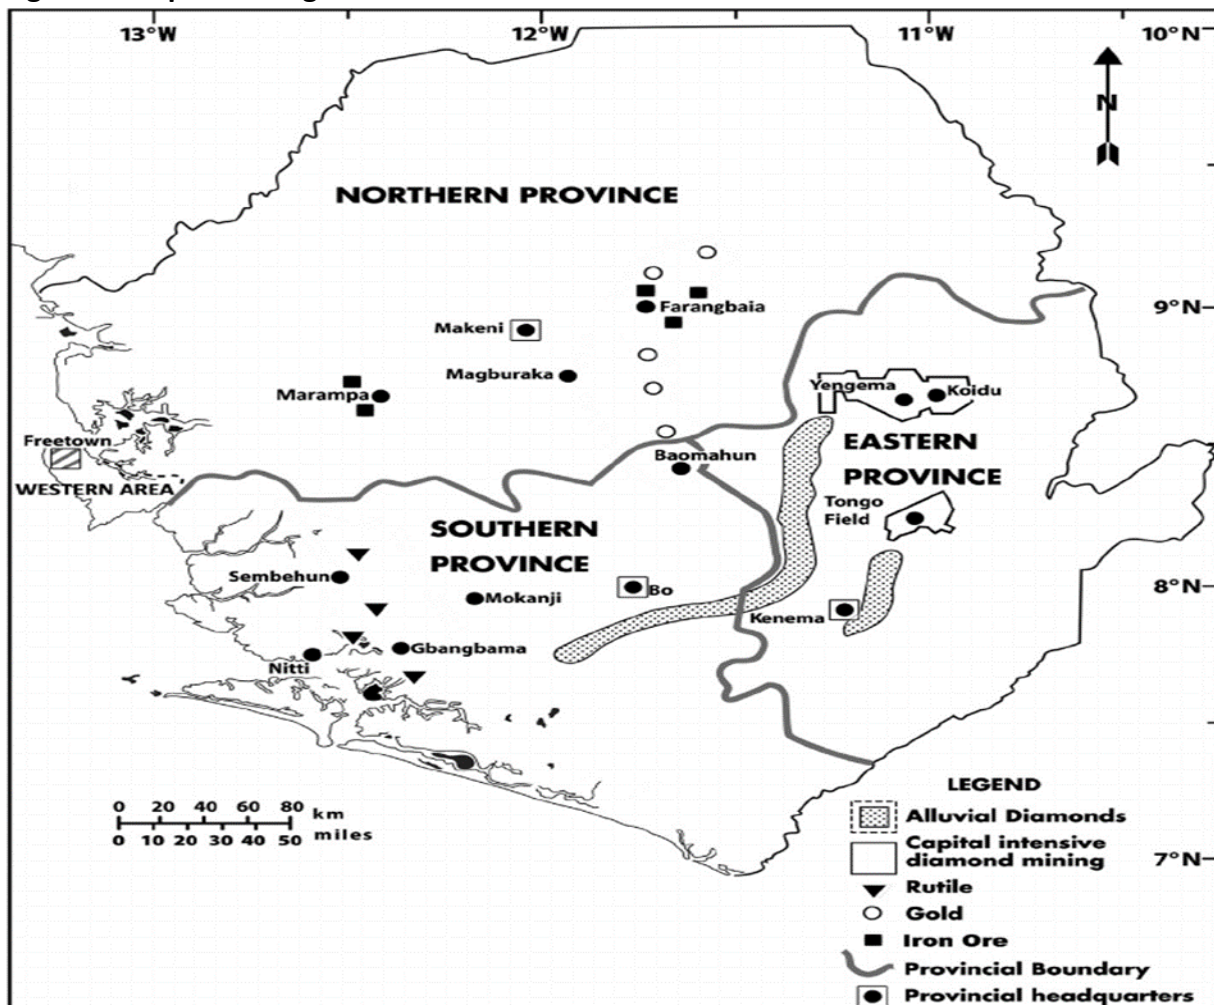 13°W 12°W 11°W 10°N
N
NORTHERN PROVINCE
Farangbaia
9°N
Makeni
Magburaka
Marampa
Yengema
Koidu
Freetown
WESTERN AREA
Baomahun
EASTERN
PROVINCE
Tongo
Field
SOUTHERN
PROVINCE
Sembehun
Mokanji
Bo
8°N
Kenema
Gbangbama
Nitti
LEGEND
0 20 40 60 80 km
0 10 20 30 40 50 miles
Alluvial Diamonds
Capital intensive
diamond mining
7°N
Rutile
Gold
Iron Ore
Provincial Boundary
Provincial headquarters